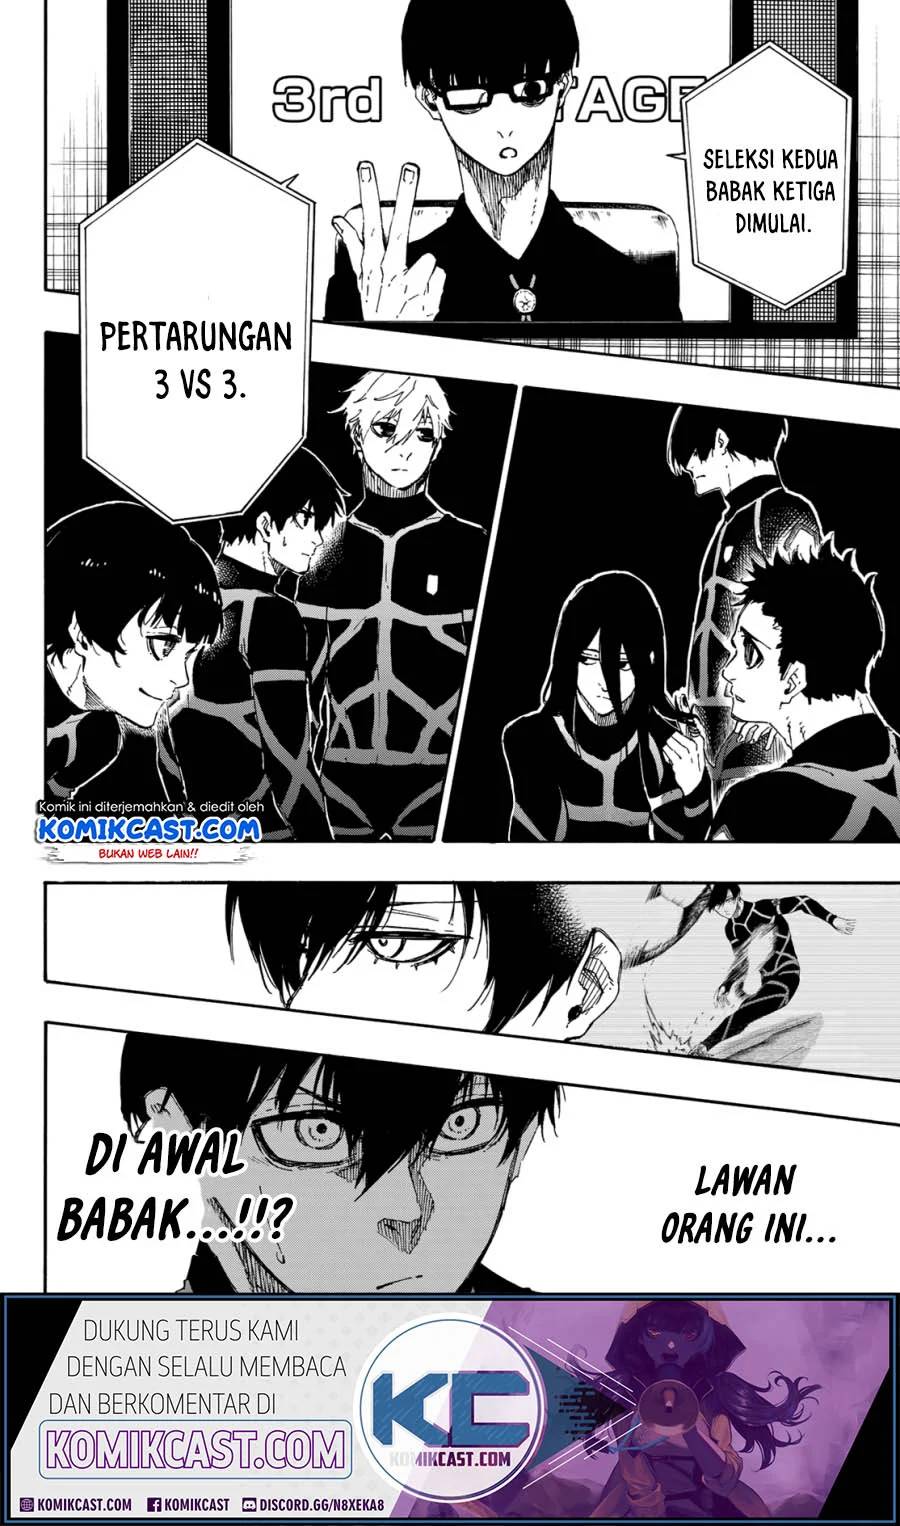 3rd STAGE
SELEKSI KEDUA
BABAK KETIGA
DIMULAI.
PERTARUNGAN
3 VS 3.
Komik ini diterjemahkan & diedit oleh
KOMIKCAST.COM
BUKAN WEB LAIN!!
LAWAN
ORANG INI...
DI AWAL
BABAK...!!?
DUKUNG TERUS KAMI
DENGAN SELALU MEMBACA
DAN BERKOMENTAR DI
KOMIKCAST.COM
KC
KOMIKCAST.COM
KOMIKCAST.COM
KOMIKCAST
DISCORD.GG/N8XEKA8